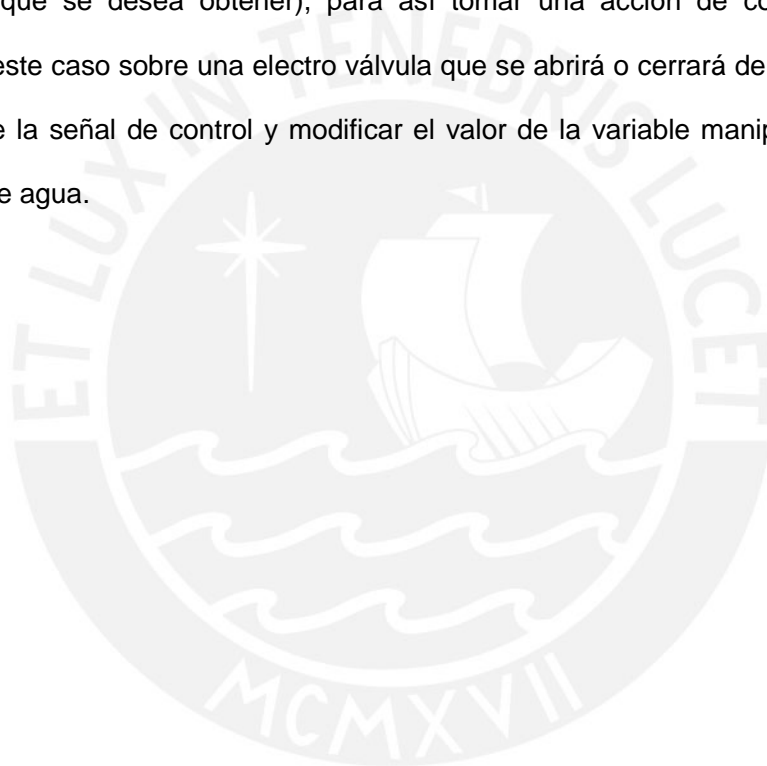 que se desea obtener), para así tomar una acción de co
este caso sobre una electro válvula que se abrirá o cerrará de
e la señal de control y modificar el valor de la variable manip
e agua.
ET LUX IN TENEBRIS LUCET
MCMXVII